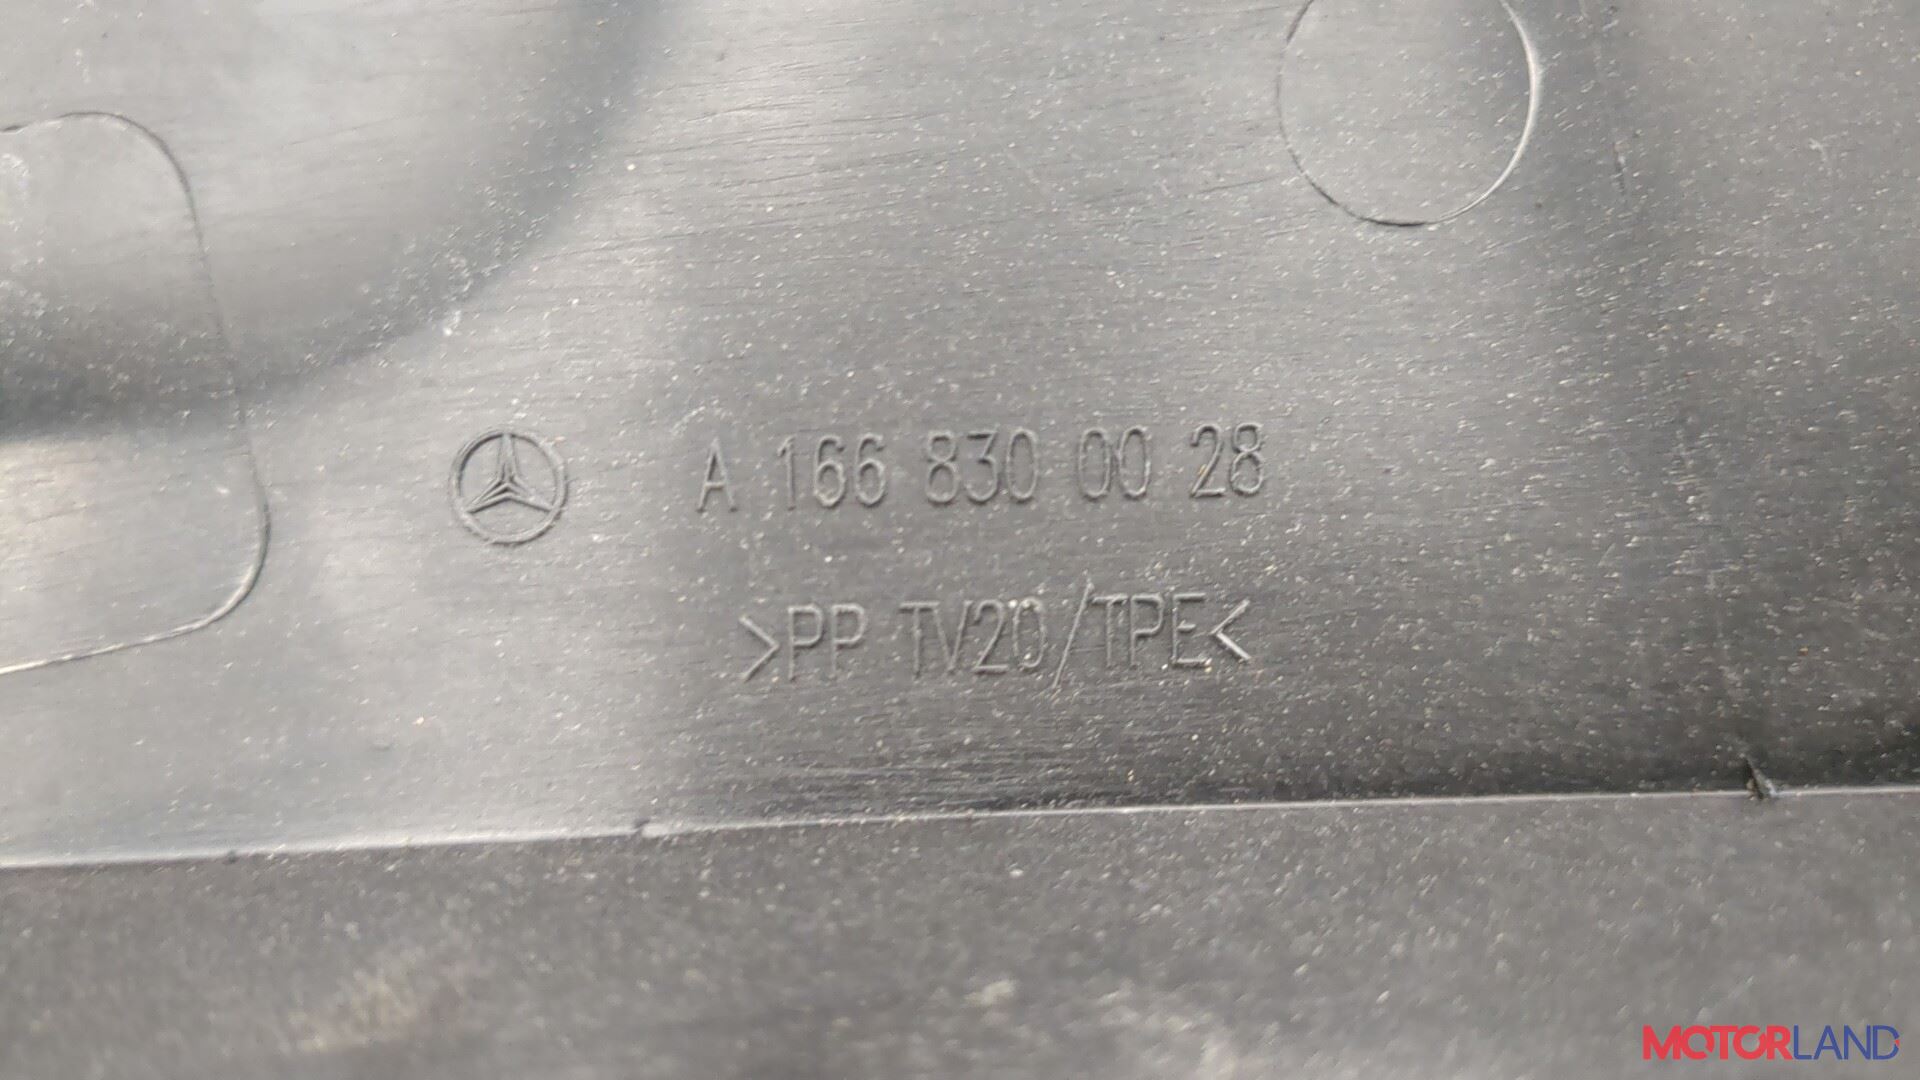 A 166 830 00 28
>PP TV20/TPE<
MOTORLAND